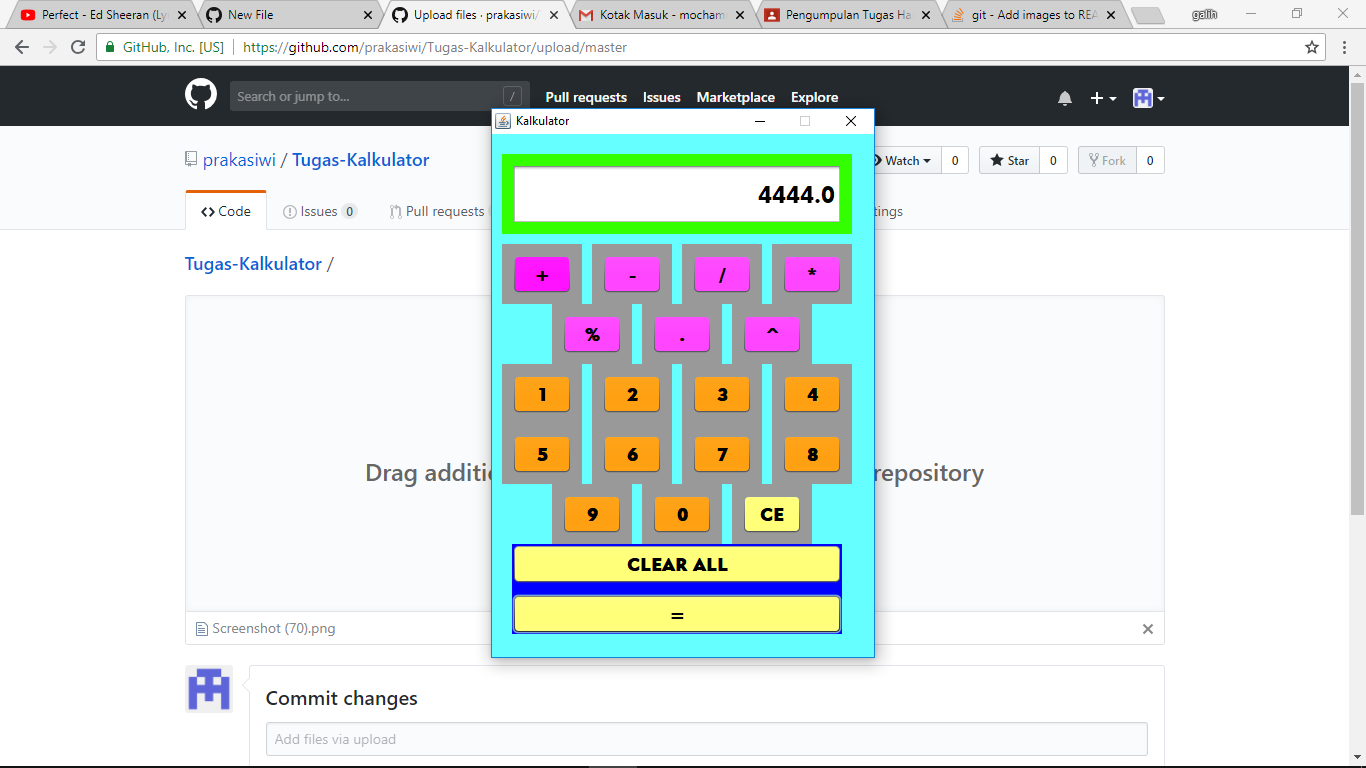 Perfect - Ed Sheeran (Ly
New File
Upload files · prakasiwi/
Kotak Masuk - mocham
Pengumpulan Tugas Ha
git - Add images to REA
galih
GitHub, Inc. [US]
https://github.com/prakasiwi/Tugas-Kalkulator/upload/master
Search or jump to...
/
Pull requests
Issues
Marketplace
Explore
Kalkulator
prakasiwi / Tugas-Kalkulator
Watch
0
Star
0
Fork
0
4444.0
Code
Issues 0
Pull requests
tings
Tugas-Kalkulator /
+ - / *
% . ^
1 2 3 4
5 6 7 8
Drag additi
repository
9 0 CE
CLEAR ALL
=
Screenshot (70).png
Commit changes
Add files via upload